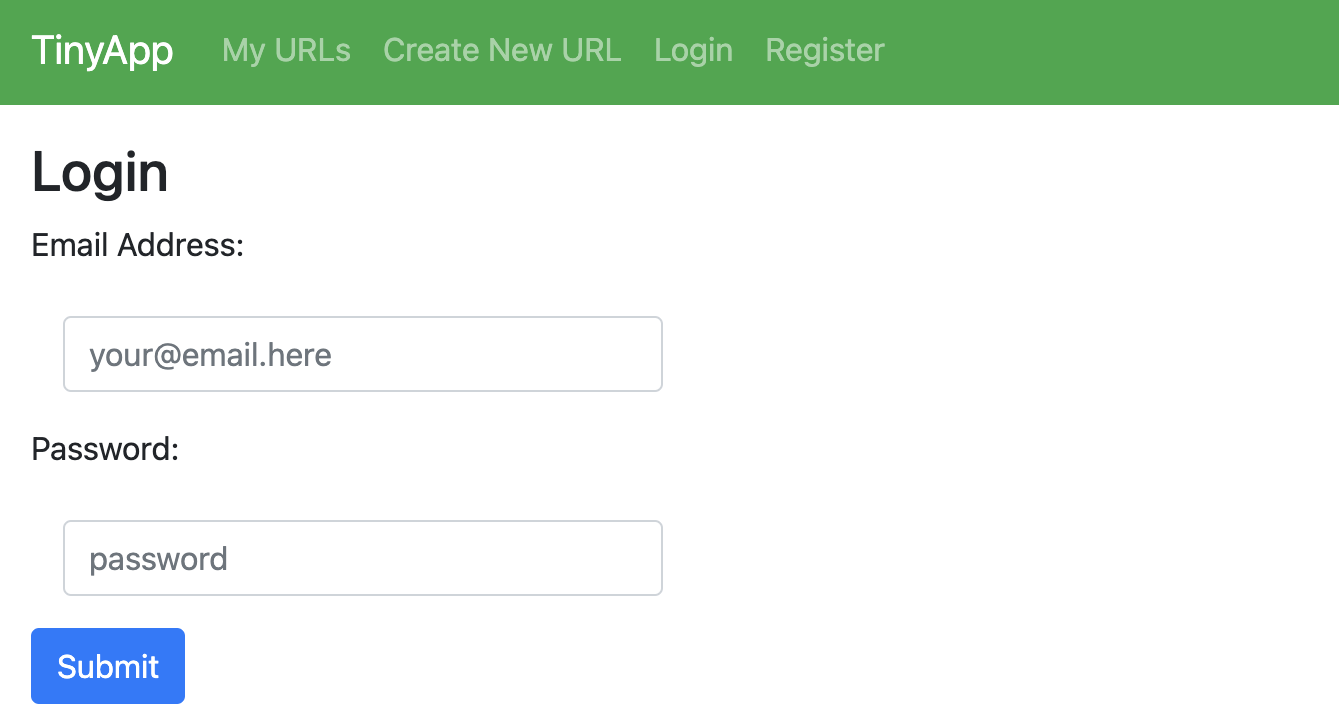 TinyApp My URLs Create New URL Login Register
Login
Email Address:
your@email.here
Password:
password
Submit